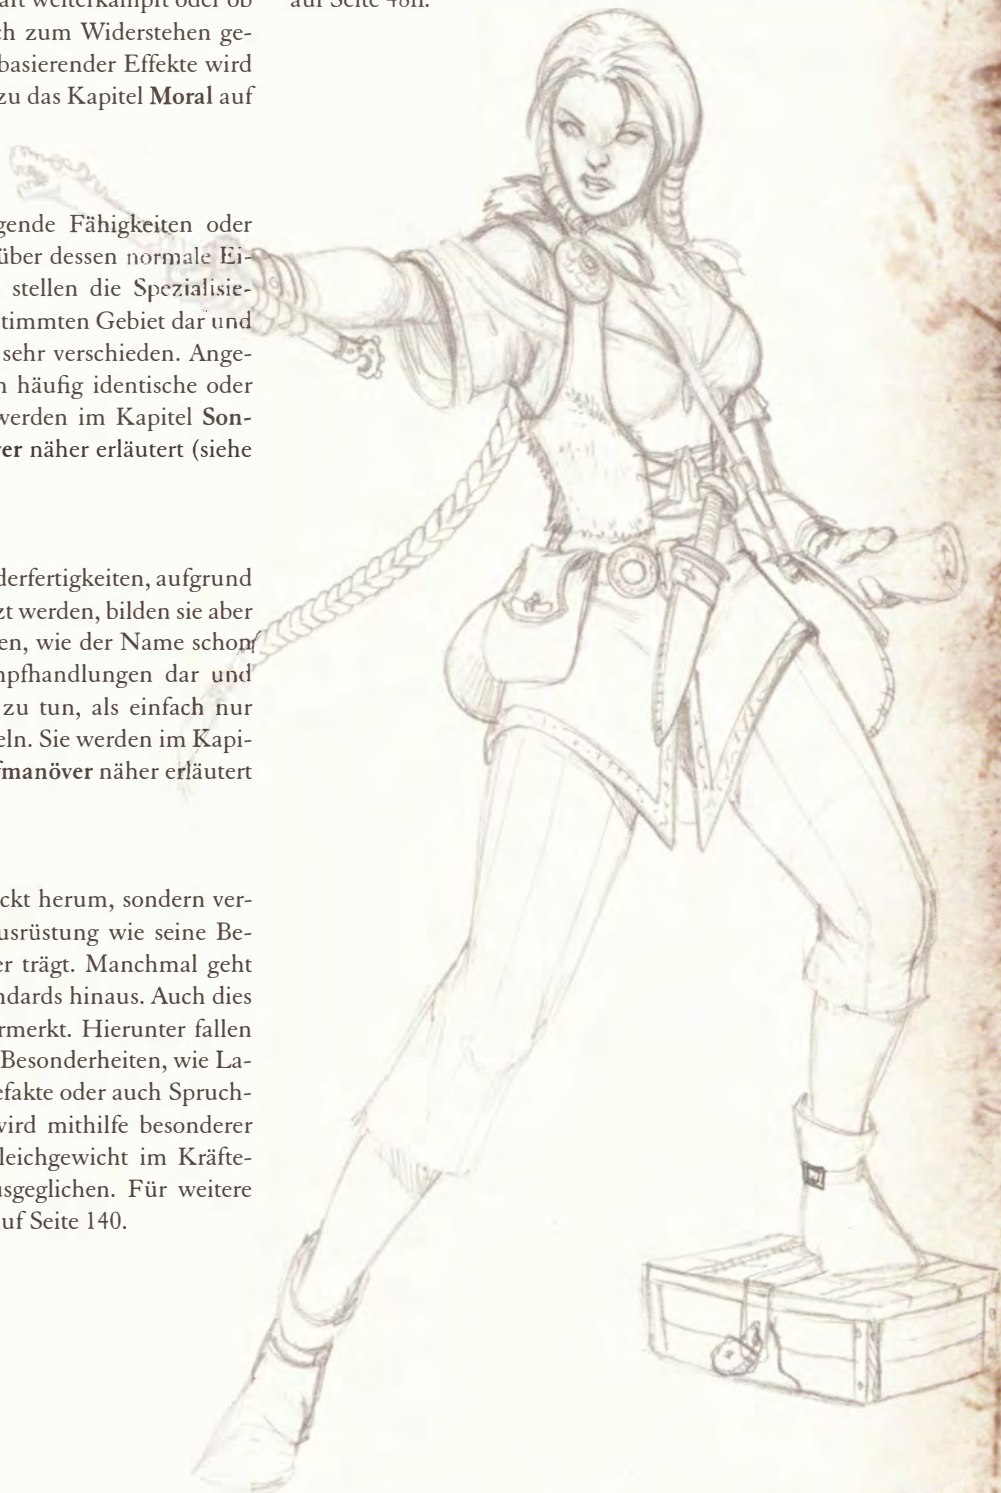 weiterkämpft oder ob
ch zum Widerstehen ge-
basierender Effekte wird
zu das Kapitel Moral auf
gende Fähigkeiten oder
über dessen normale Ei-
stellen die Spezialisie-
timmten Gebiet dar und
sehr verschieden. Ange-
n häufig identische oder
werden im Kapitel Son-
er näher erläutert (siehe
derfertigkeiten, aufgrund
zt werden, bilden sie aber
en, wie der Name schon
mpfhandlungen dar und
zu tun, als einfach nur
eln. Sie werden im Kapi-
fmanöver näher erläutert
ckt herum, sondern ver-
usrüstung wie seine Be-
er trägt. Manchmal geht
ndards hinaus. Auch dies
rmerkt. Hierunter fallen
Besonderheiten, wie La-
efakte oder auch Spruch-
wird mithilfe besonderer
leichgewicht im Kräfte-
usgeglichen. Für weitere
uf Seite 140.
auf Seite 48ff.